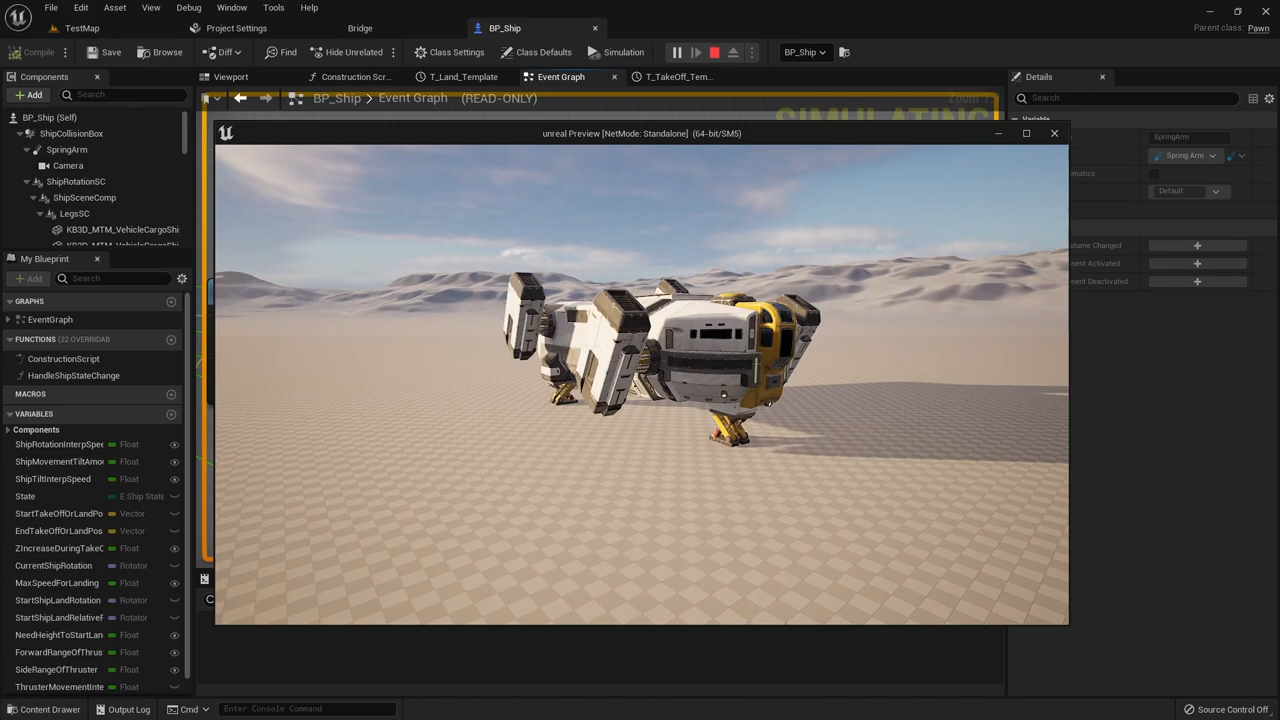 File Edit Asset View Debug Window Tools Help
TestMap Project Settings Bridge BP_Ship
Parent class: Pawn
Compile Save Browse Diff Find Hide Unrelated Class Settings Class Defaults Simulation BP_Ship
Components Viewport Construction Scr... T_Land_Template Event Graph T_TakeOff_Tem... Details
Add Search BP_Ship > Event Graph (READ-ONLY) Search
SIMULATING
BP_Ship (Self)
Variable
unreal Preview [NetMode: Standalone] (64-bit/SM5)
ShipCollisionBox SpringArm
SpringArm Spring Arm
Camera
ShipRotationSC
Default
ShipSceneComp
LegsSC
KB3D_MTM_VehicleCargoShi
KB3D_MTM_VehicleCargoShi
My Blueprint
Add Search
GRAPHS
EventGraph
FUNCTIONS (22 OVERRIDAB
ConstructionScript
HandleShipStateChange
MACROS
VARIABLES
Components
ShipRotationInterpSpee Float
ShipMovementTiltAmou Float
ShipTiltInterpSpeed Float
State E Ship State
StartTakeOffOrLandPo Vector
EndTakeOffOrLandPos Vector
ZIncreaseDuringTakeO Float
CurrentShipRotation Rotator
MaxSpeedForLanding Float
StartShipLandRotation Rotator
StartShipLandRelativeF Rotator
NeedHeightToStartLan Float
ForwardRangeOfThrus Float
SideRangeOfThruster Float
ThrusterMovementInte Float
Content Drawer Output Log Cmd Enter Console Command Source Control Off